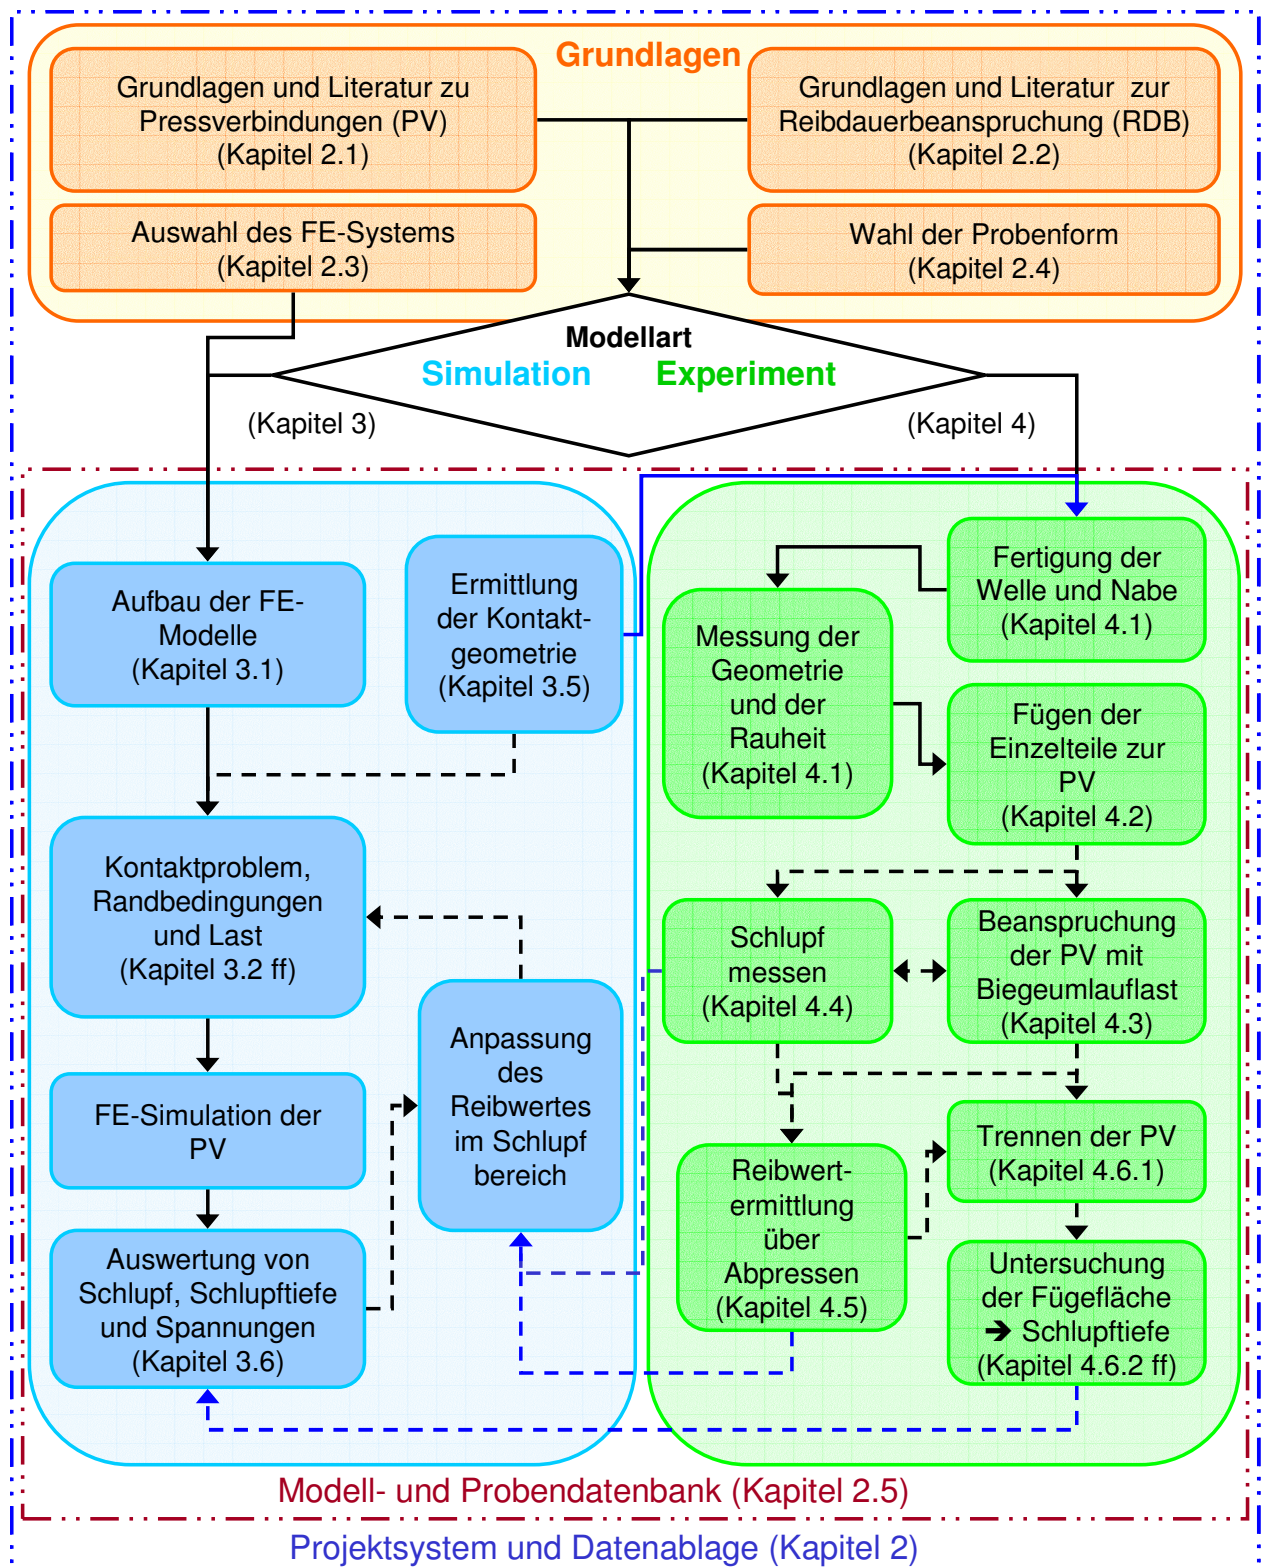 Grundlagen
Grundlagen und Literatur zu
Pressverbindungen (PV)
(Kapitel 2.1)
Grundlagen und Literatur  zur
Reibdauerbeanspruchung (RDB)
(Kapitel 2.2)
Auswahl des FE-Systems
(Kapitel 2.3)
Wahl der Probenform
(Kapitel 2.4)
Modellart
Simulation Experiment
(Kapitel 3)
(Kapitel 4)
Aufbau der FE-
Modelle
(Kapitel 3.1)
Ermittlung
der Kontakt-
geometrie
(Kapitel 3.5)
Kontaktproblem,
Randbedingungen
und Last
(Kapitel 3.2 ff)
FE-Simulation der
PV
Anpassung
des
Reibwertes
im Schlupf
bereich
Auswertung von
Schlupf, Schlupftiefe
und Spannungen
(Kapitel 3.6)
Fertigung der
Welle und Nabe
(Kapitel 4.1)
Messung der
Geometrie
und der
Rauheit
(Kapitel 4.1)
Fügen der
Einzelteile zur
PV
(Kapitel 4.2)
Schlupf
messen
(Kapitel 4.4)
Beanspruchung
der PV mit
Biegeumlauflast
(Kapitel 4.3)
Reibwert-
ermittlung
über
Abpressen
(Kapitel 4.5)
Trennen der PV
(Kapitel 4.6.1)
Untersuchung
der Fügefläche
➔ Schlupftiefe
(Kapitel 4.6.2 ff)
Modell- und Probendatenbank (Kapitel 2.5)
Projektsystem und Datenablage (Kapitel 2)